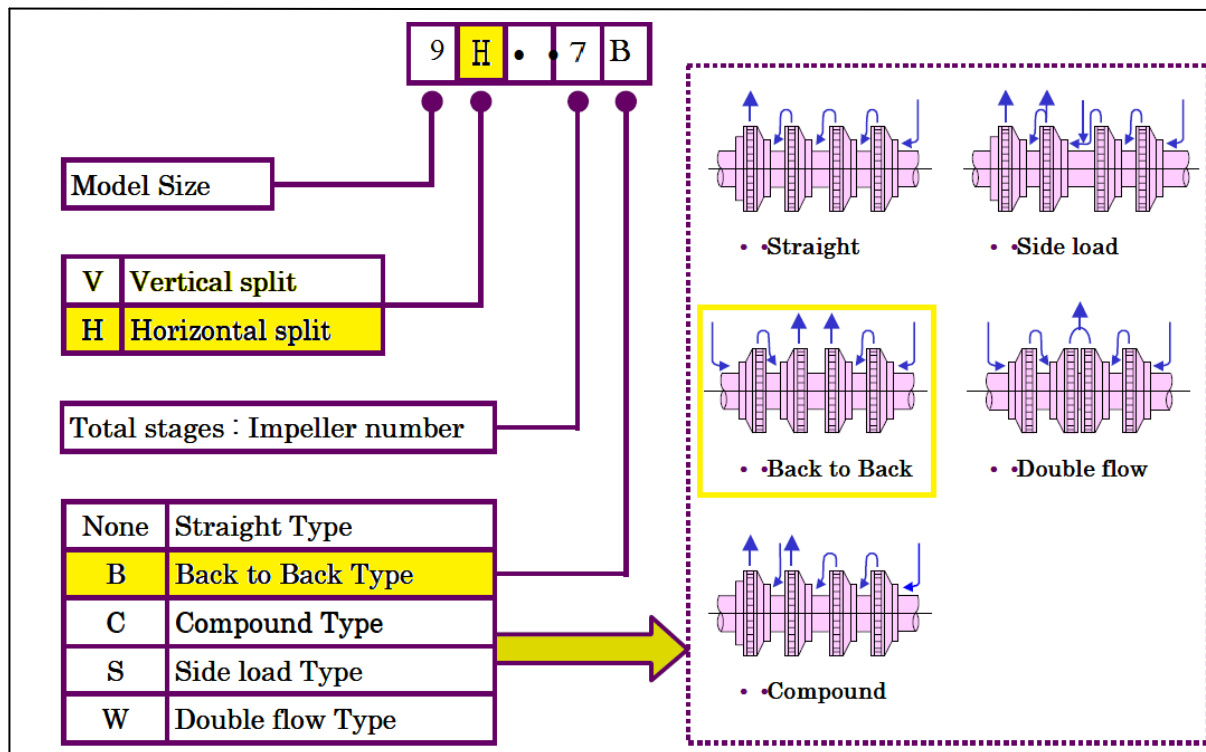 9 H • • 7 B
Model Size
V Vertical split
H Horizontal split
Total stages : Impeller number
None Straight Type
B Back to Back Type
C Compound Type
S Side load Type
W Double flow Type
• •Straight
• •Side load
• •Back to Back
• •Double flow
• •Compound